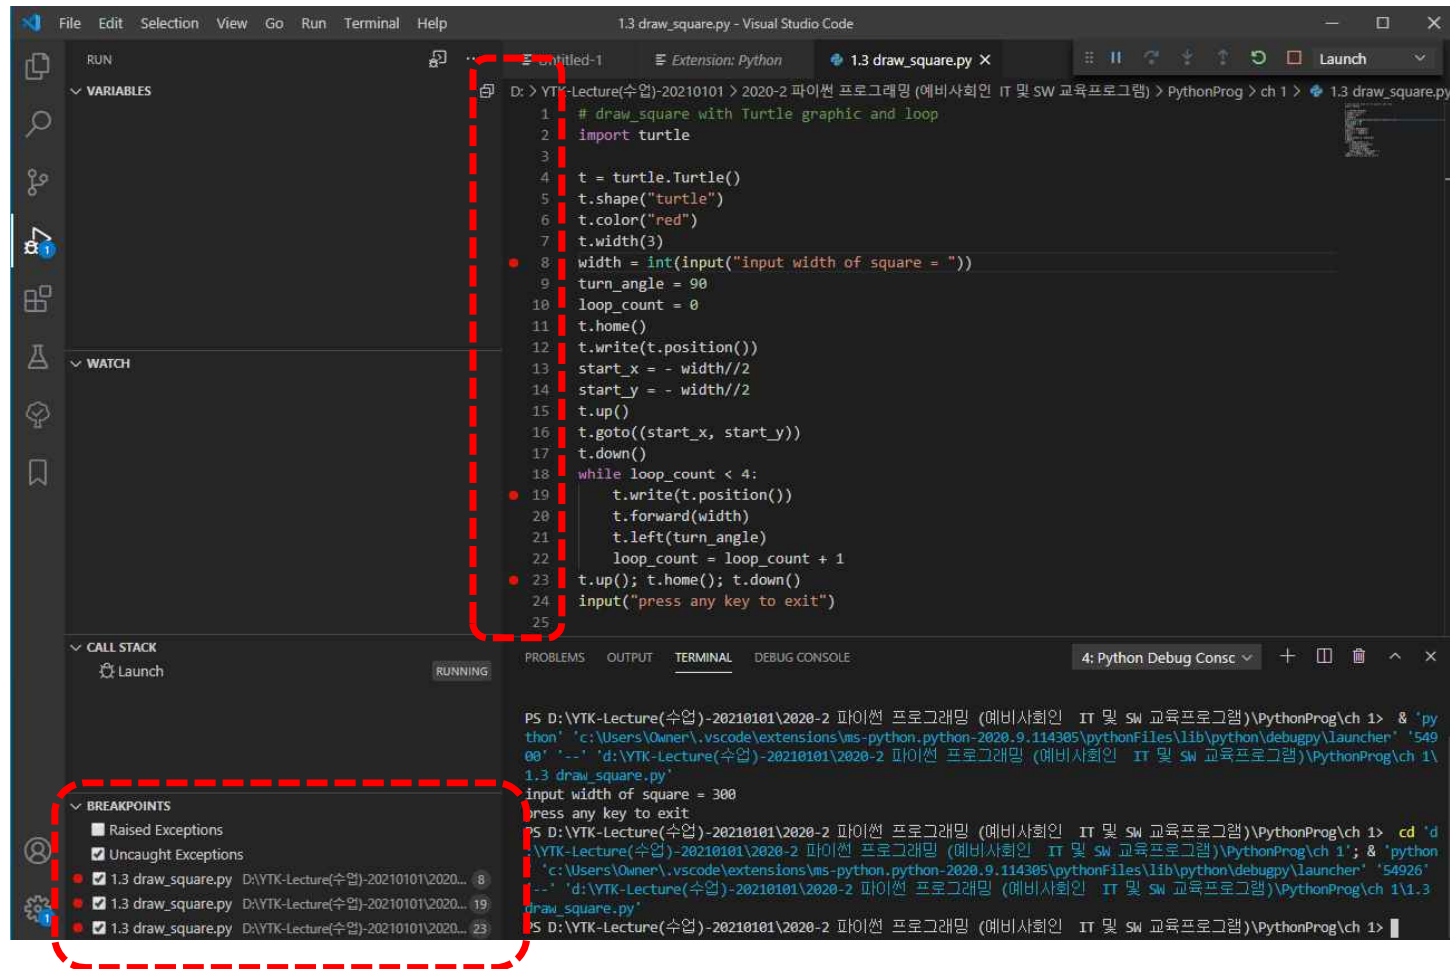 File Edit Selection View Go Run Terminal Help 1.3 draw_square.py - Visual Studio Code
RUN
VARIABLES
WATCH
CALL STACK
Launch RUNNING
BREAKPOINTS
Raised Exceptions
Uncaught Exceptions
1.3 draw_square.py D:\YTK-Lecture(수업)-20210101\2020... 8
1.3 draw_square.py D:\YTK-Lecture(수업)-20210101\2020... 19
1.3 draw_square.py D:\YTK-Lecture(수업)-20210101\2020... 23
1
1
Untitled-1 Extension: Python 1.3 draw_square.py Launch
D: > YTK-Lecture(수업)-20210101 > 2020-2 파이썬 프로그래밍 (예비사회인 IT 및 SW 교육프로그램) > PythonProg > ch 1 > 1.3 draw_square.py
1 # draw_square with Turtle graphic and loop
2 import turtle
3
4 t = turtle.Turtle()
5 t.shape("turtle")
6 t.color("red")
7 t.width(3)
8 width = int(input("input width of square = "))
9 turn_angle = 90
10 loop_count = 0
11 t.home()
12 t.write(t.position())
13 start_x = - width//2
14 start_y = - width//2
15 t.up()
16 t.goto((start_x, start_y))
17 t.down()
18 while loop_count < 4:
19 t.write(t.position())
20 t.forward(width)
21 t.left(turn_angle)
22 loop_count = loop_count + 1
23 t.up(); t.home(); t.down()
24 input("press any key to exit")
25
PROBLEMS OUTPUT TERMINAL DEBUG CONSOLE 4: Python Debug Consc
PS D:\YTK-Lecture(수업)-20210101\2020-2 파이썬 프로그래밍 (예비사회인 IT 및 SW 교육프로그램)\PythonProg\ch 1> & 'py
thon' 'c:\Users\Owner\.vscode\extensions\ms-python.python-2020.9.114305\pythonFiles\lib\python\debugpy\launcher' '549
00' '--' 'd:\YTK-Lecture(수업)-20210101\2020-2 파이썬 프로그래밍 (예비사회인 IT 및 SW 교육프로그램)\PythonProg\ch 1\
1.3 draw_square.py'
input width of square = 300
press any key to exit
PS D:\YTK-Lecture(수업)-20210101\2020-2 파이썬 프로그래밍 (예비사회인 IT 및 SW 교육프로그램)\PythonProg\ch 1> cd 'd
:\YTK-Lecture(수업)-20210101\2020-2 파이썬 프로그래밍 (예비사회인 IT 및 SW 교육프로그램)\PythonProg\ch 1'; & 'python
' 'c:\Users\Owner\.vscode\extensions\ms-python.python-2020.9.114305\pythonFiles\lib\python\debugpy\launcher' '54926'
'--' 'd:\YTK-Lecture(수업)-20210101\2020-2 파이썬 프로그래밍 (예비사회인 IT 및 SW 교육프로그램)\PythonProg\ch 1\1.3
draw_square.py'
PS D:\YTK-Lecture(수업)-20210101\2020-2 파이썬 프로그래밍 (예비사회인 IT 및 SW 교육프로그램)\PythonProg\ch 1>